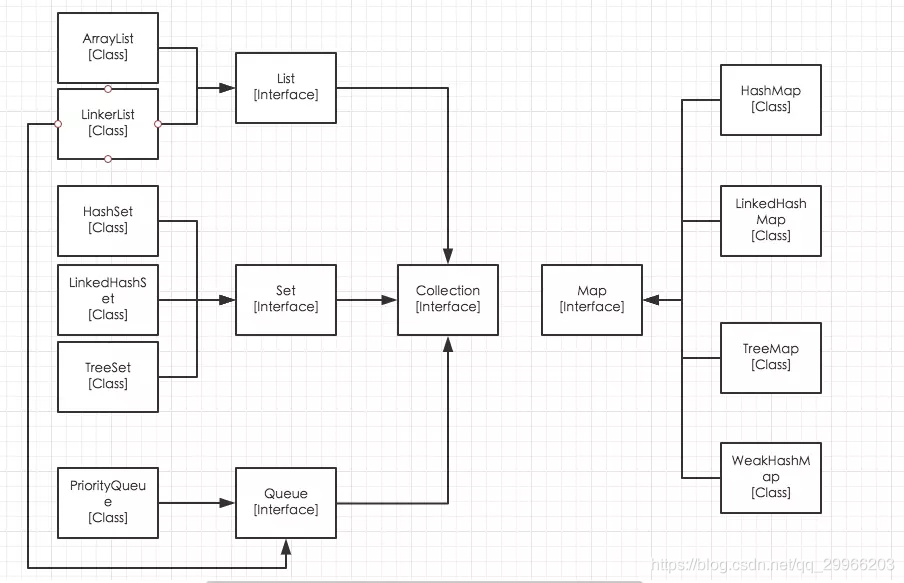 ArrayList
[Class]
LinkerList
[Class]
List
[Interface]
HashSet
[Class]
LinkedHashS
et
[Class]
TreeSet
[Class]
Set
[Interface]
Collection
[Interface]
PriorityQueu
e
[Class]
Queue
[Interface]
Map
[Interface]
HashMap
[Class]
LinkedHash
Map
[Class]
TreeMap
[Class]
WeakHashM
ap
[Class]
https://blog.csdn.net/qq_29966203